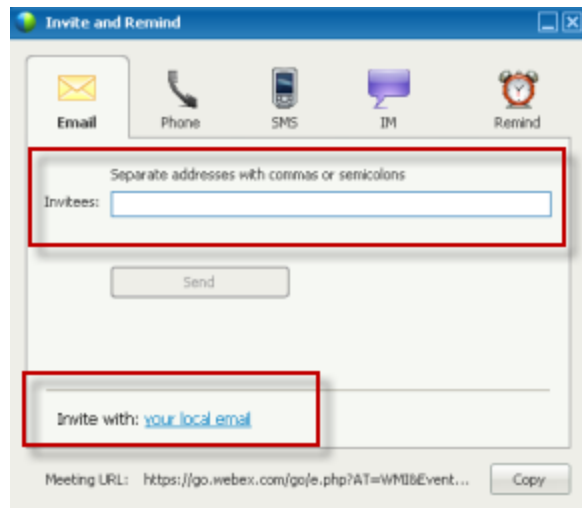 Invite and Remind
Email Phone SMS IM Remind
Separate addresses with commas or semicolons
Invitees:
Send
Invite with: your local email
Meeting URL: https://go.webex.com/go/e.php?AT=WMI&Event... Copy